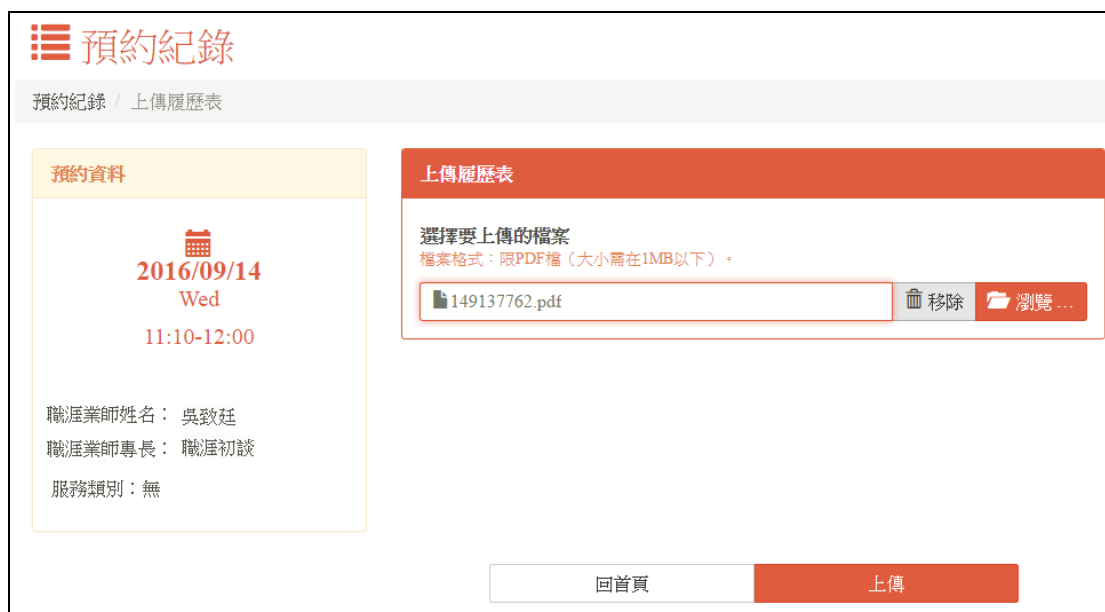 預約紀錄
預約紀錄 / 上傳履歷表
預約資料
2016/09/14
Wed
11:10-12:00
職涯業師姓名： 吳致廷
職涯業師專長： 職涯初談
服務類別：無
上傳履歷表
選擇要上傳的檔案
檔案格式：限PDF檔（大小需在1MB以下）。
149137762.pdf
移除
瀏覽 ...
回首頁
上傳